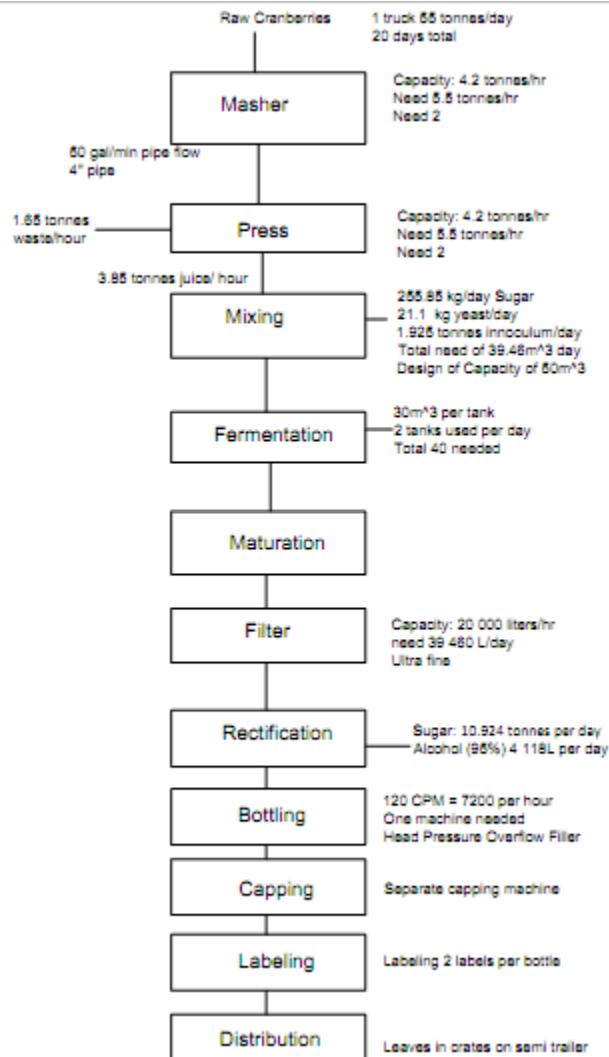 Raw Cranberries
1 truck 55 tonnes/day
20 days total
Masher
Capacity: 4.2 tonnes/hr
Need 5.5 tonnes/hr
Need 2
50 gal/min pipe flow
4" pipe
1.65 tonnes
waste/hour
Press
Capacity: 4.2 tonnes/hr
Need 5.5 tonnes/hr
Need 2
3.85 tonnes juice/ hour
Mixing
255.85 kg/day Sugar
21.1 kg yeast/day
1.925 tonnes innoculum/day
Total need of 39.46m^3 day
Design of Capacity of 50m^3
Fermentation
30m^3 per tank
2 tanks used per day
Total 40 needed
Maturation
Filter
Capacity: 20 000 liters/hr
need 39 460 L/day
Ultra fine
Rectification
Sugar: 10.924 tonnes per day
Alcohol (95%) 4 118L per day
Bottling
120 CPM = 7200 per hour
One machine needed
Head Pressure Overflow Filler
Capping
Separate capping machine
Labeling
Labeling 2 labels per bottle
Distribution
Leaves in crates on semi trailer